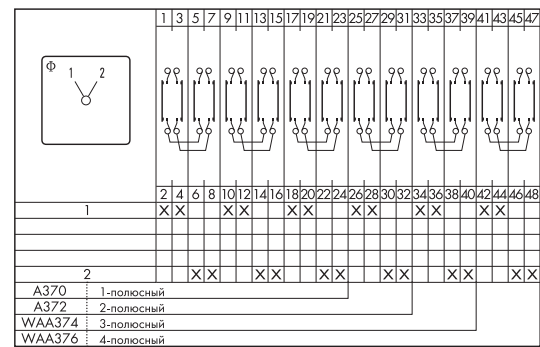 1 3 5 7 9 11 13 15 17 19 21 23 25 27 29 31 33 35 37 39 41 43 45 47
Φ 1 2
2 4 6 8 10 12 14 16 18 20 22 24 26 28 30 32 34 36 38 40 42 44 46 48
1 X X X X X X X X X X X X
2 X X X X X X X X X X X X
A370 1-полюсный
A372 2-полюсный
WAA374 3-полюсный
WAA376 4-полюсный